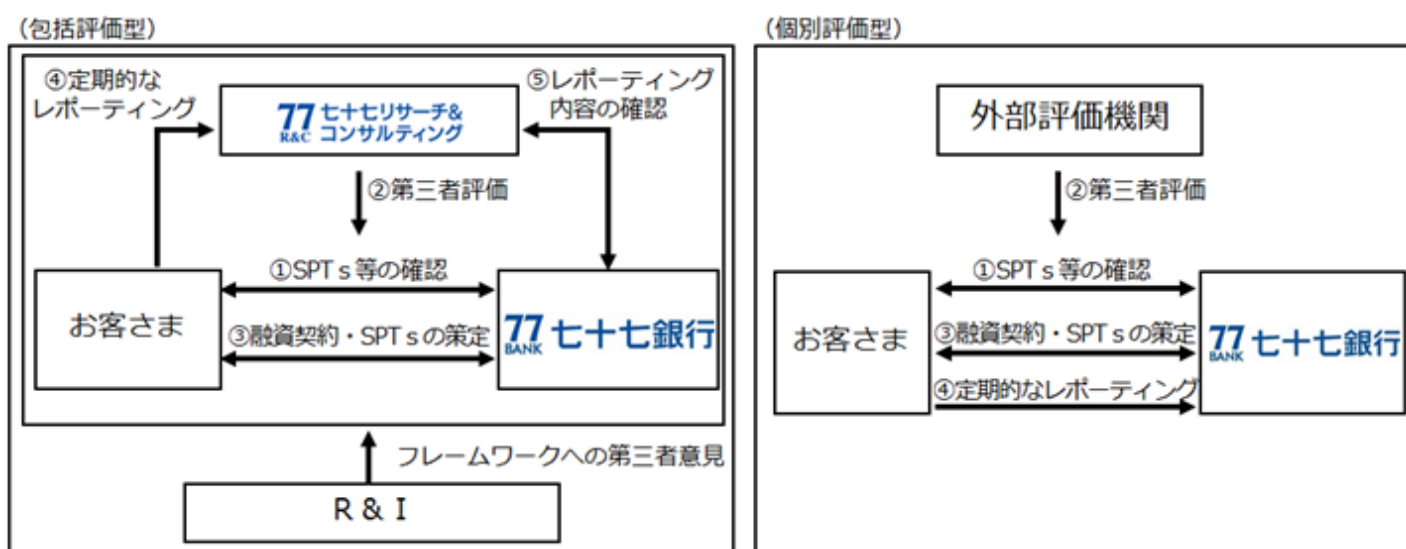 （包括評価型）
④定期的な
レポーティング
77
R&C
七十七リサーチ&
コンサルティング
⑤レポーティング
内容の確認
②第三者評価
①SPTｓ等の確認
お客さま
③融資契約・SPTｓの策定
77
BANK
七十七銀行
フレームワークへの第三者意見
Ｒ＆Ｉ
（個別評価型）
外部評価機関
②第三者評価
①SPTｓ等の確認
お客さま
③融資契約・SPTｓの策定
④定期的なレポーティング
77
BANK
七十七銀行